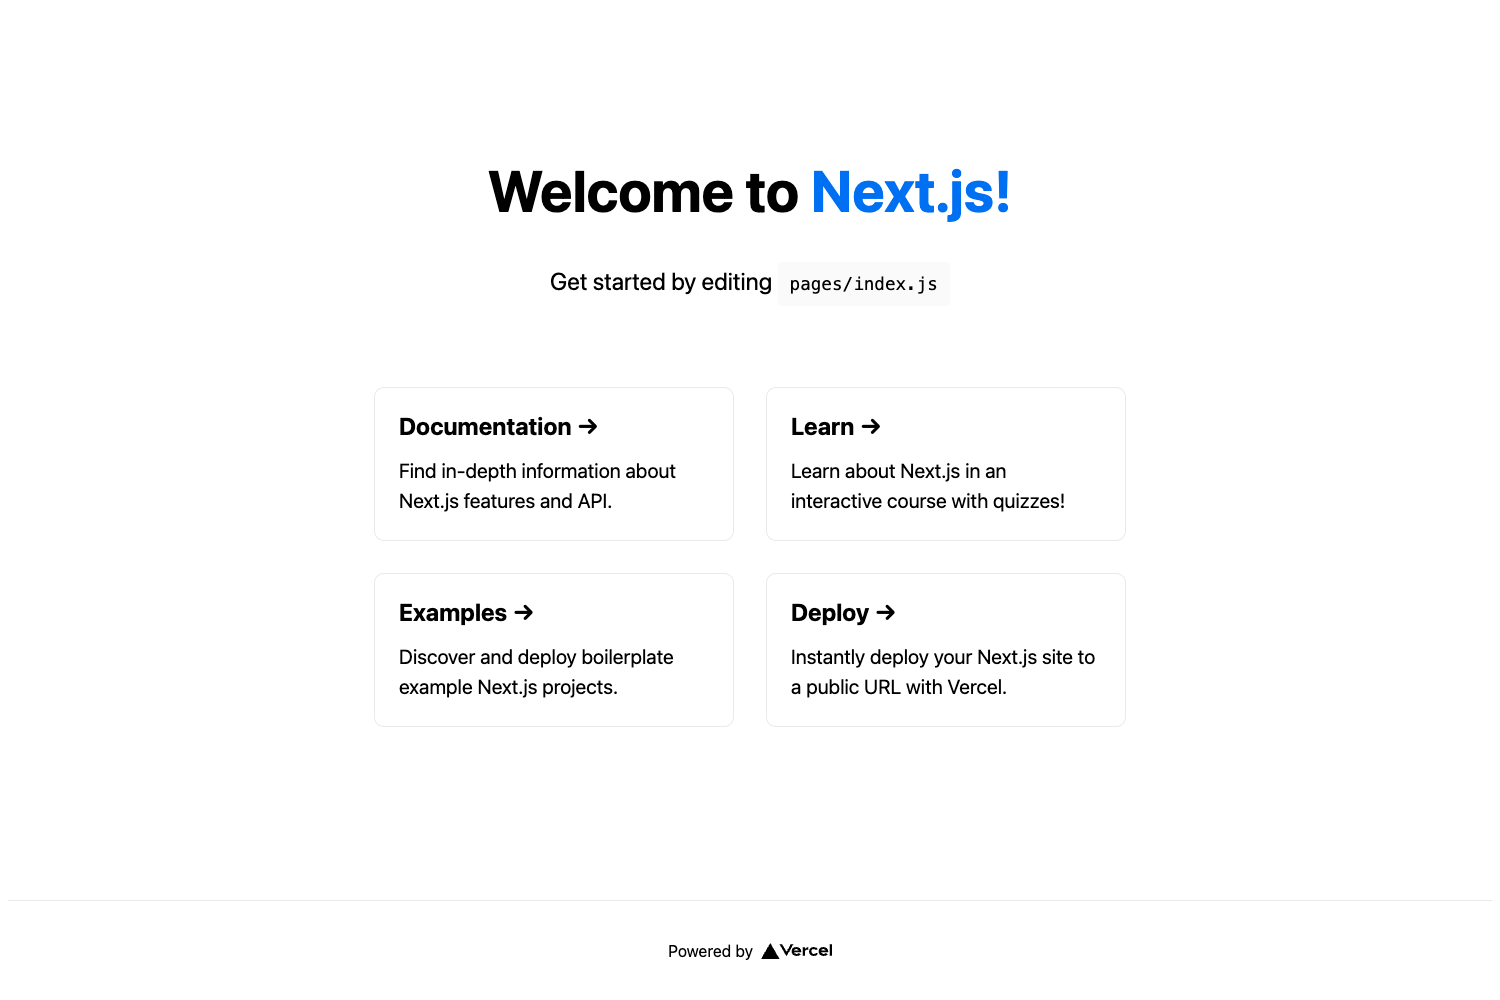 Welcome to Next.js!
Get started by editing pages/index.js
Documentation →
Find in-depth information about
Next.js features and API.
Learn →
Learn about Next.js in an
interactive course with quizzes!
Examples →
Discover and deploy boilerplate
example Next.js projects.
Deploy →
Instantly deploy your Next.js site to
a public URL with Vercel.
Powered by Vercel